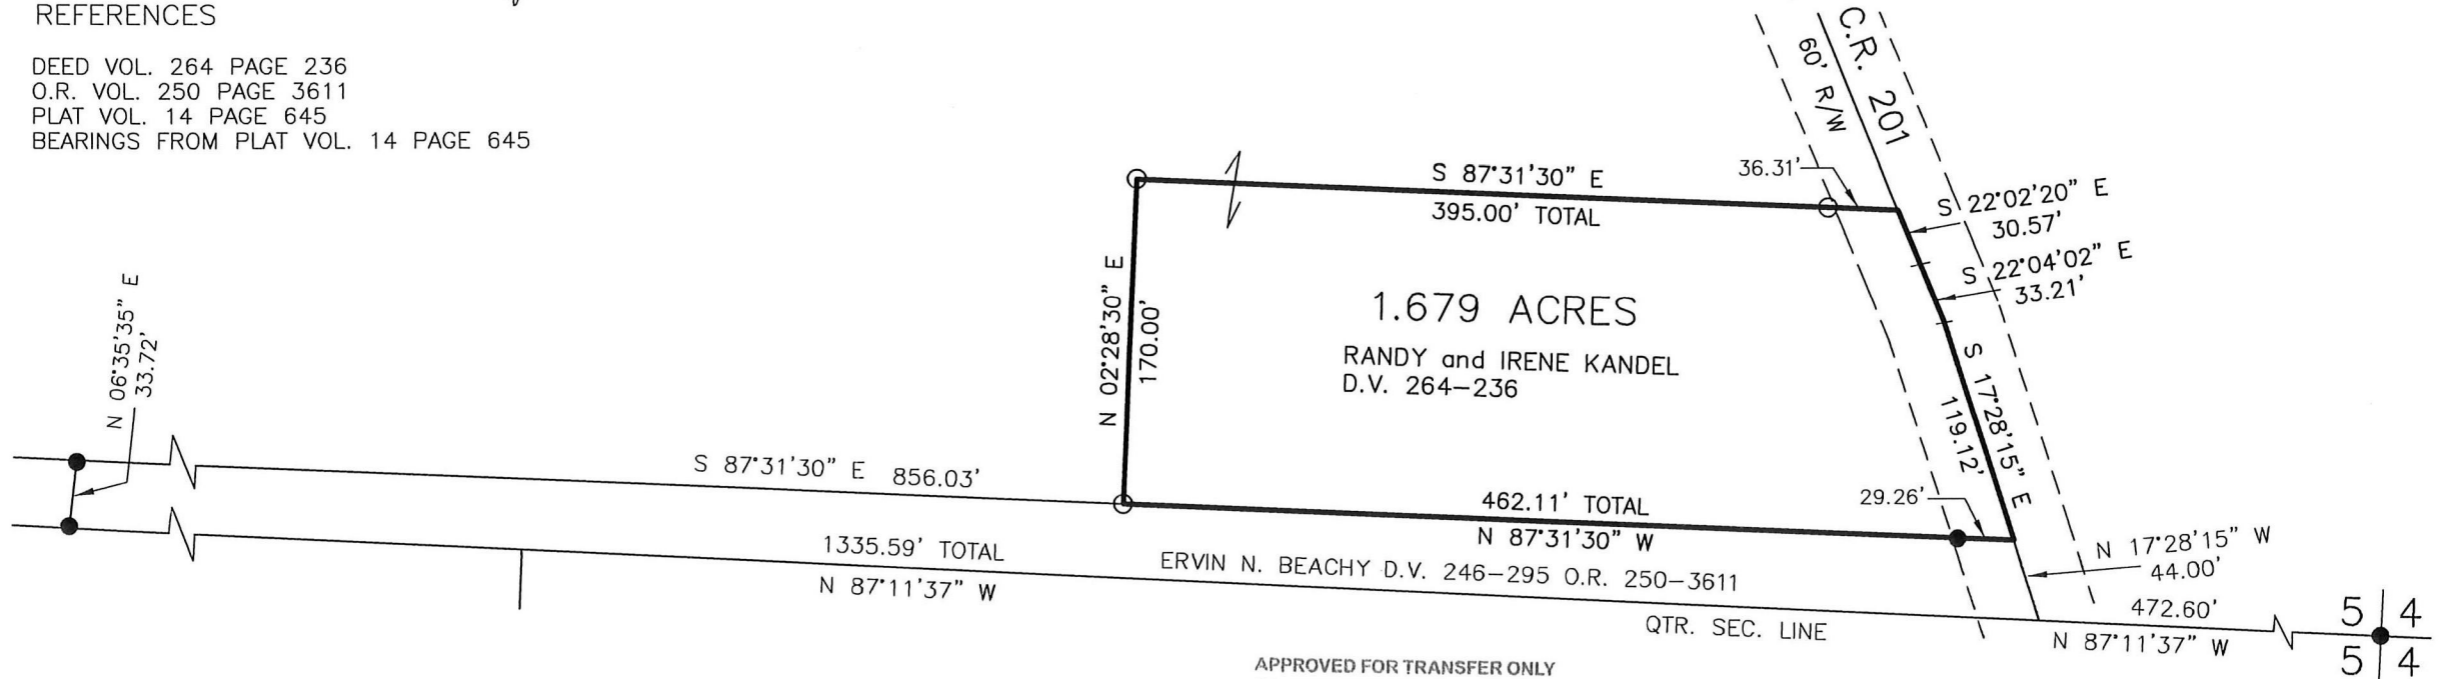 REFERENCES
DEED VOL. 264 PAGE 236
O.R. VOL. 250 PAGE 3611
PLAT VOL. 14 PAGE 645
BEARINGS FROM PLAT VOL. 14 PAGE 645
C.R. 201
60' R/W
S 87°31'30" E
395.00' TOTAL
36.31'
S 22°02'20" E
30.57'
S 22°04'02" E
33.21'
N 02°28'30" E
170.00'
1.679 ACRES
RANDY and IRENE KANDEL
D.V. 264-236
S 17°28'15" E
119.12'
N 06°35'35" E
33.72'
S 87°31'30" E 856.03'
462.11' TOTAL
N 87°31'30" W
29.26'
1335.59' TOTAL
N 87°11'37" W
ERVIN N. BEACHY D.V. 246-295 O.R. 250-3611
N 17°28'15" W
44.00'
QTR. SEC. LINE
472.60'
N 87°11'37" W
5 4
5 4
APPROVED FOR TRANSFER ONLY